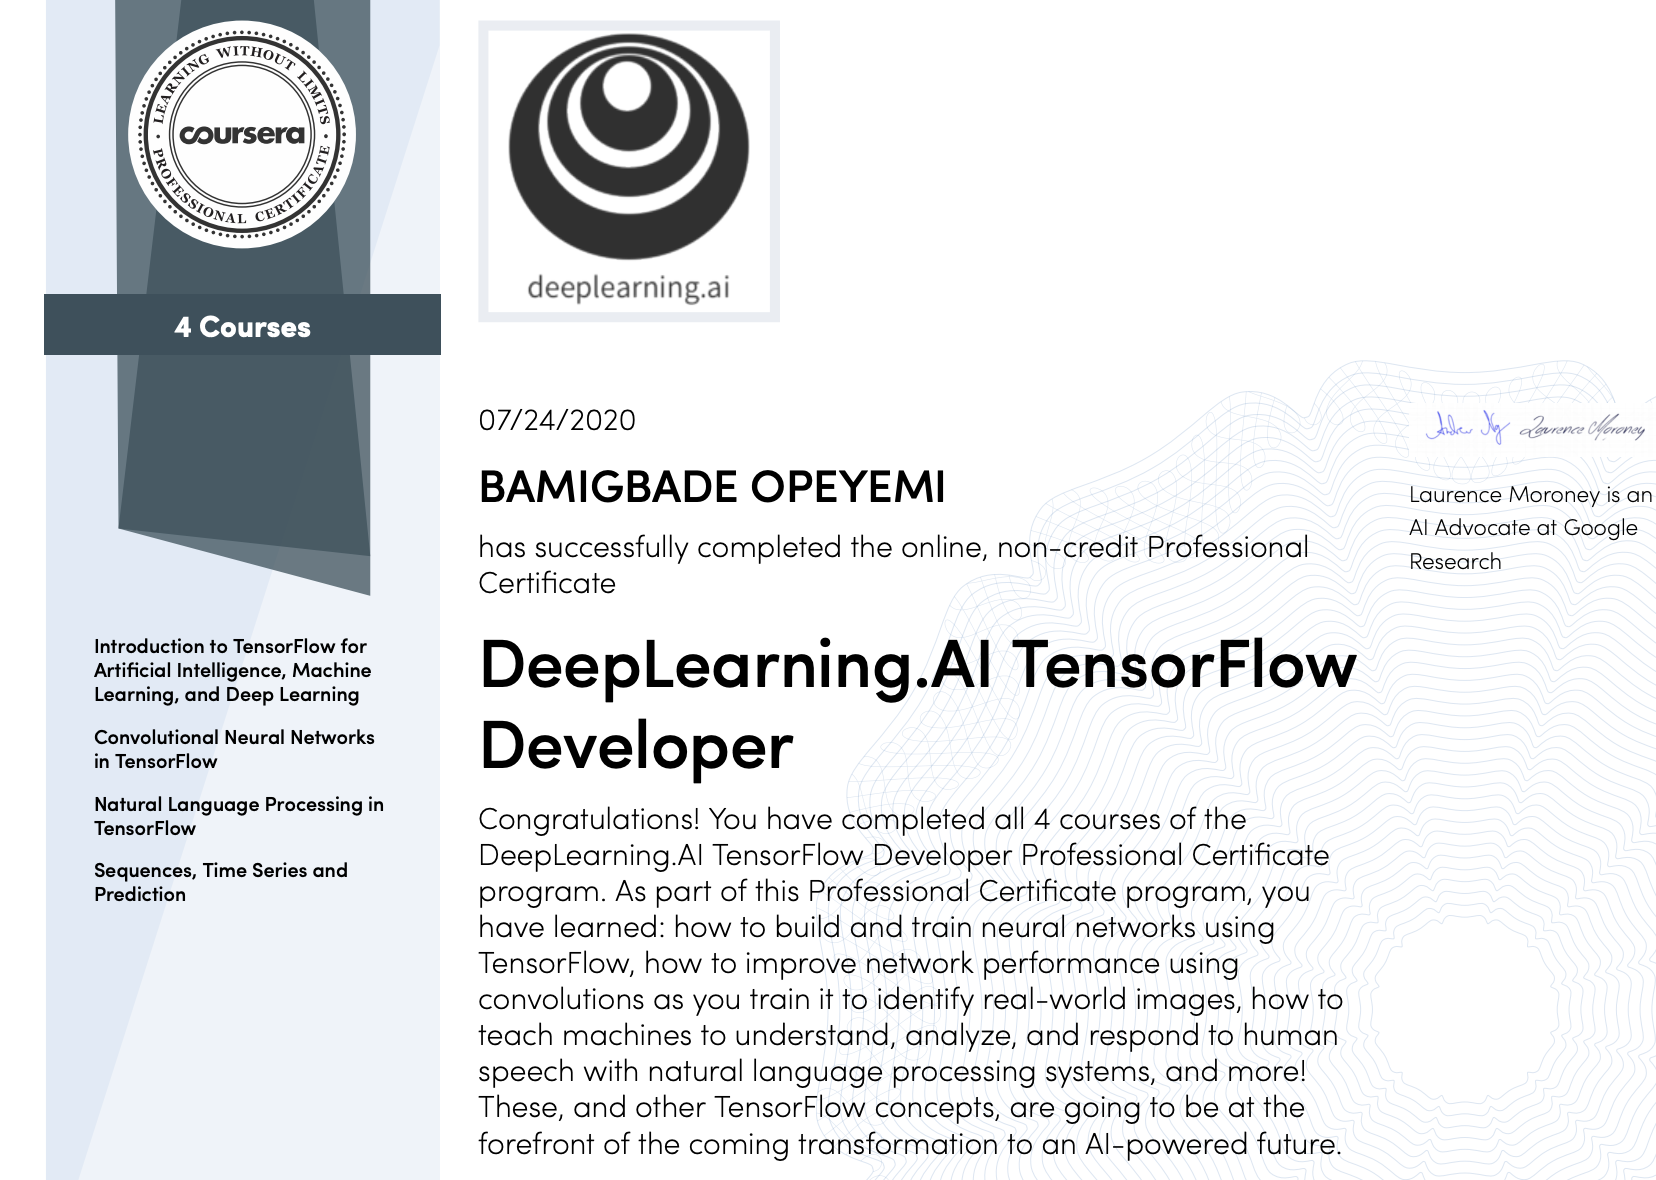 LEARNING WITHOUT LIMITS
coursera
PROFESSIONAL CERTIFICATE
4 Courses
Introduction to TensorFlow for
Artificial Intelligence, Machine
Learning, and Deep Learning
Convolutional Neural Networks
in TensorFlow
Natural Language Processing in
TensorFlow
Sequences, Time Series and
Prediction
deeplearning.ai
07/24/2020
BAMIGBADE OPEYEMI
has successfully completed the online, non-credit Professional
Certificate
DeepLearning.AI TensorFlow
Developer
Congratulations! You have completed all 4 courses of the
DeepLearning.AI TensorFlow Developer Professional Certificate
program. As part of this Professional Certificate program, you
have learned: how to build and train neural networks using
TensorFlow, how to improve network performance using
convolutions as you train it to identify real-world images, how to
teach machines to understand, analyze, and respond to human
speech with natural language processing systems, and more!
These, and other TensorFlow concepts, are going to be at the
forefront of the coming transformation to an AI-powered future.
Andrew Ng Laurence Moroney
Laurence Moroney is an
AI Advocate at Google
Research